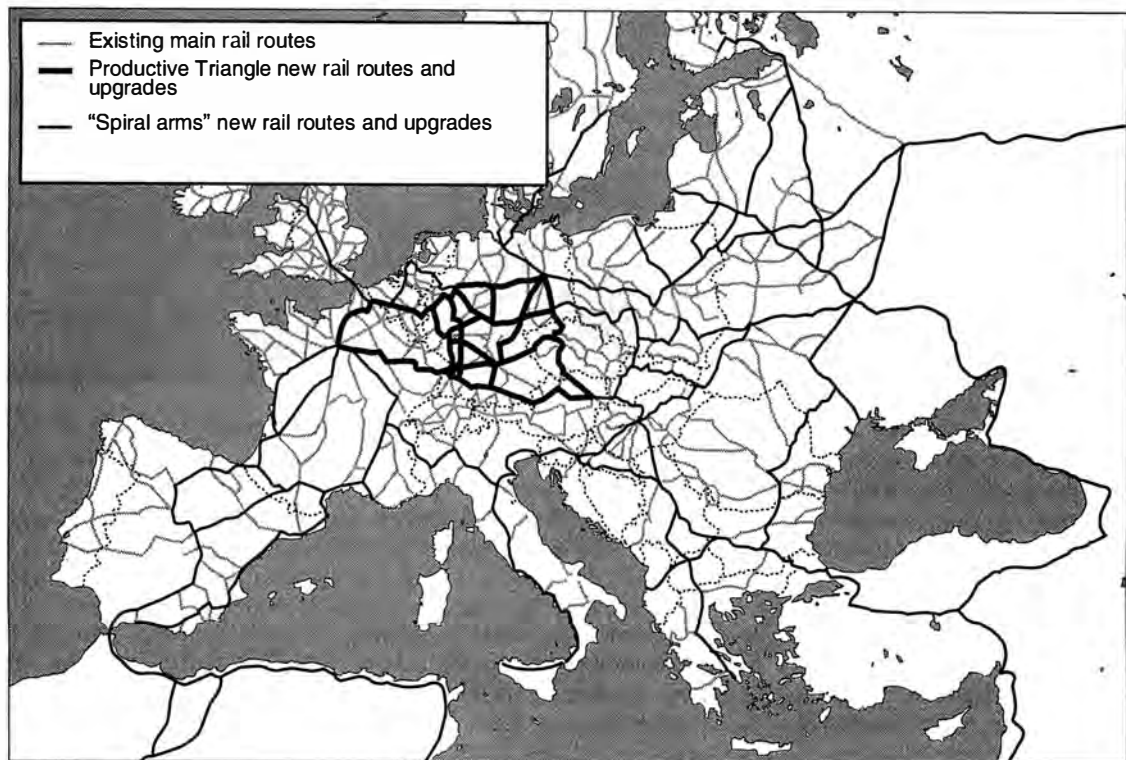 Existing main rail routes
Productive Triangle new rail routes and
upgrades
“Spiral arms” new rail routes and upgrades